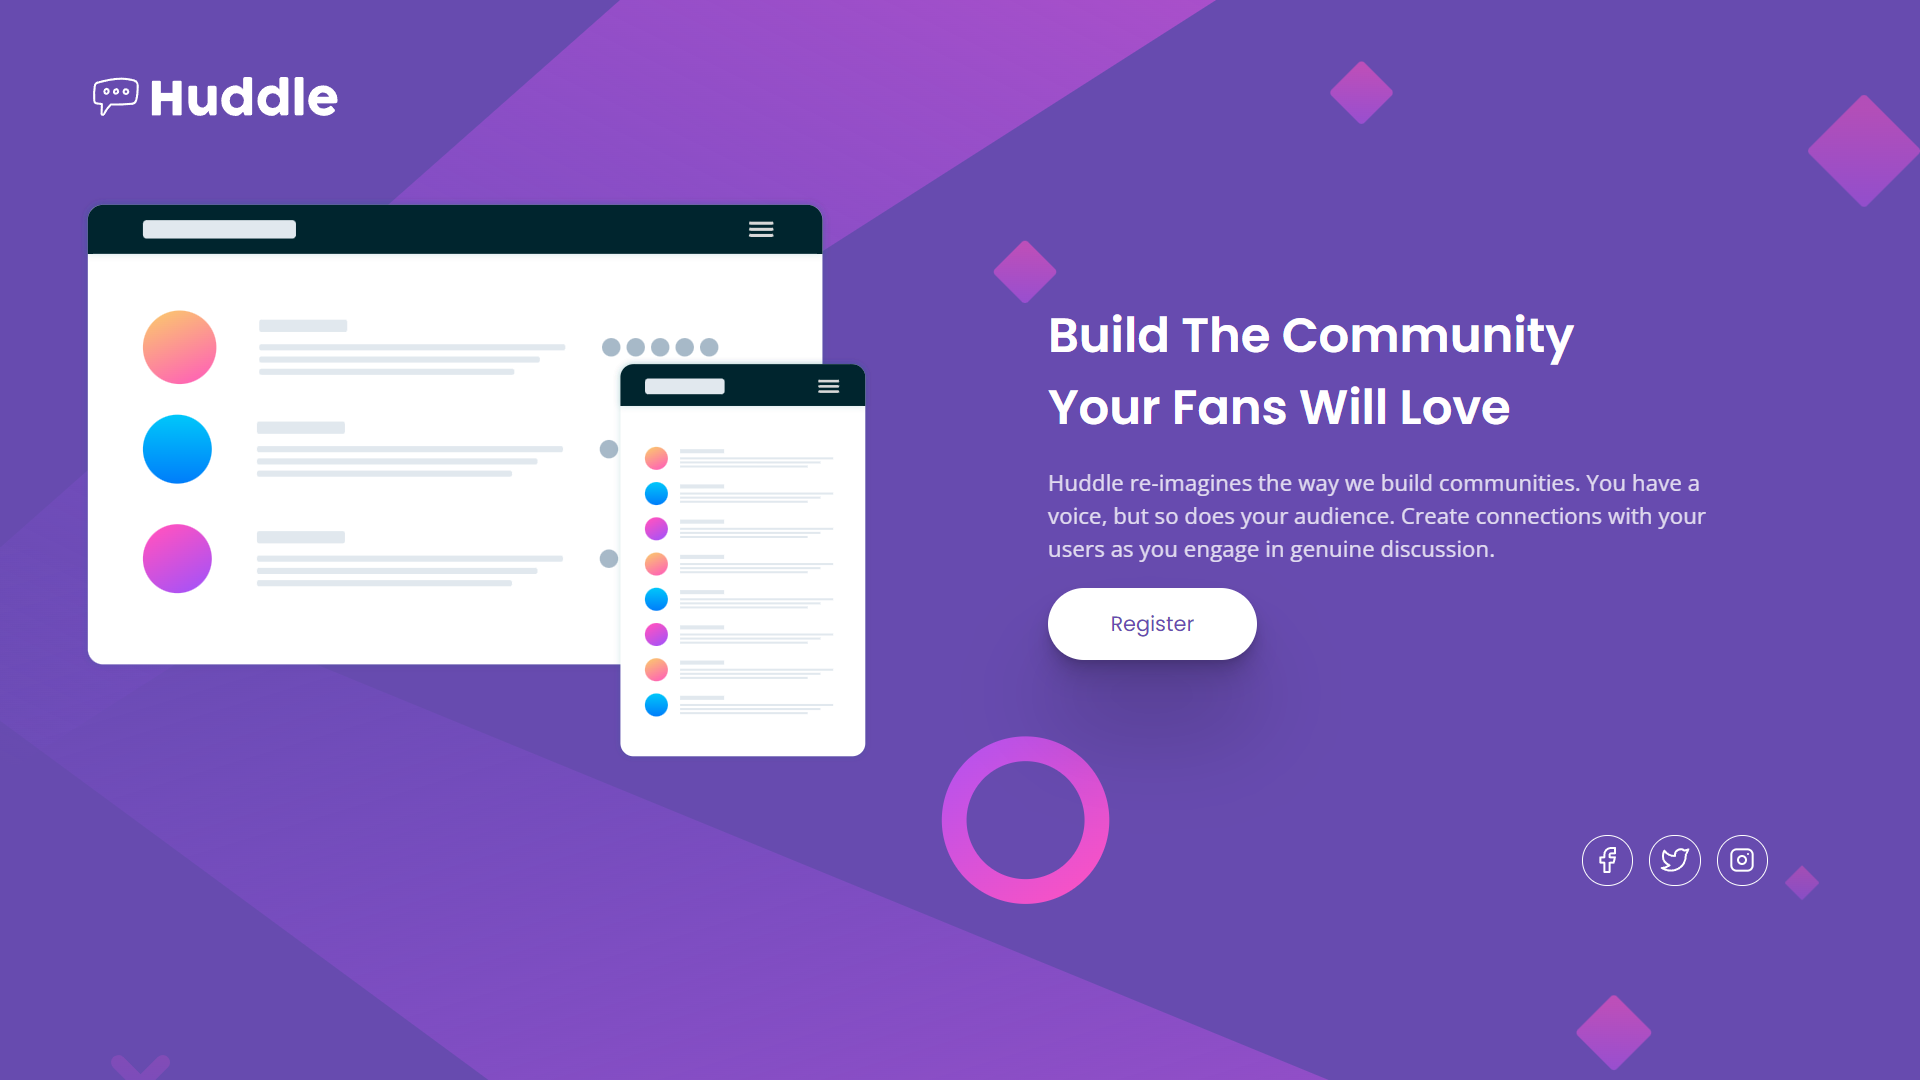 Huddle
Build The Community
Your Fans Will Love
Huddle re-imagines the way we build communities. You have a
voice, but so does your audience. Create connections with your
users as you engage in genuine discussion.
Register